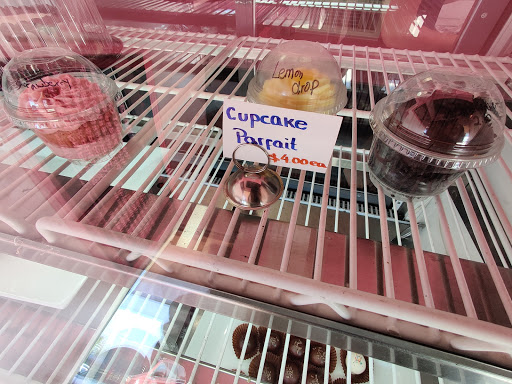 Lemon
drop
Cupcake
Parfait
$4.00 ea